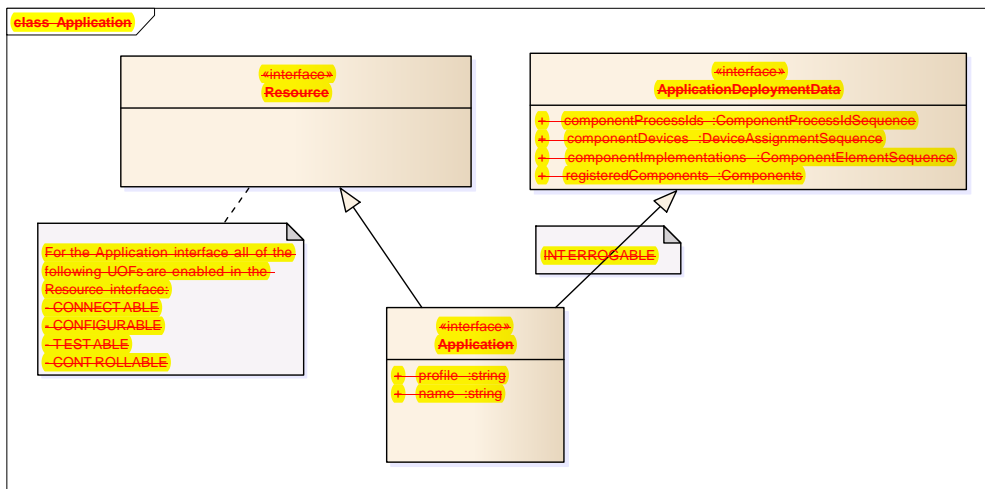 class Application
«interface»
Resource
«interface»
ApplicationDeploymentData
+ componentProcessIds :ComponentProcessIdSequence
+ componentDevices :DeviceAssignmentSequence
+ componentImplementations :ComponentElementSequence
+ registeredComponents :Components
For the Application interface all of the
following UOFs are enabled in the
Resource interface:
- CONNECTABLE
- CONFIGURABLE
- TESTABLE
- CONTROLLABLE
INTERROGABLE
«interface»
Application
+ profile :string
+ name :string